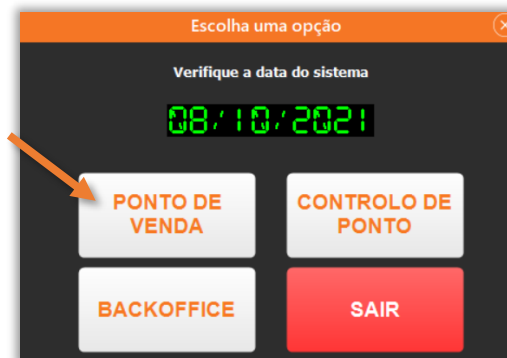 Escolha uma opção
Verifique a data do sistema
08/10/2021
PONTO DE
VENDA
CONTROLO DE
PONTO
BACKOFFICE
SAIR